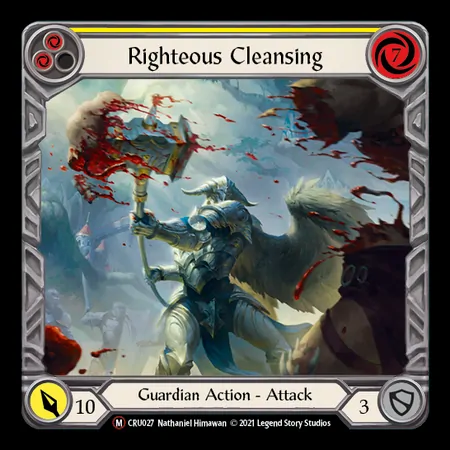 Righteous Cleansing
7
Guardian Action - Attack
10
3
M CRU027 Nathaniel Himawan © 2021 Legend Story Studios